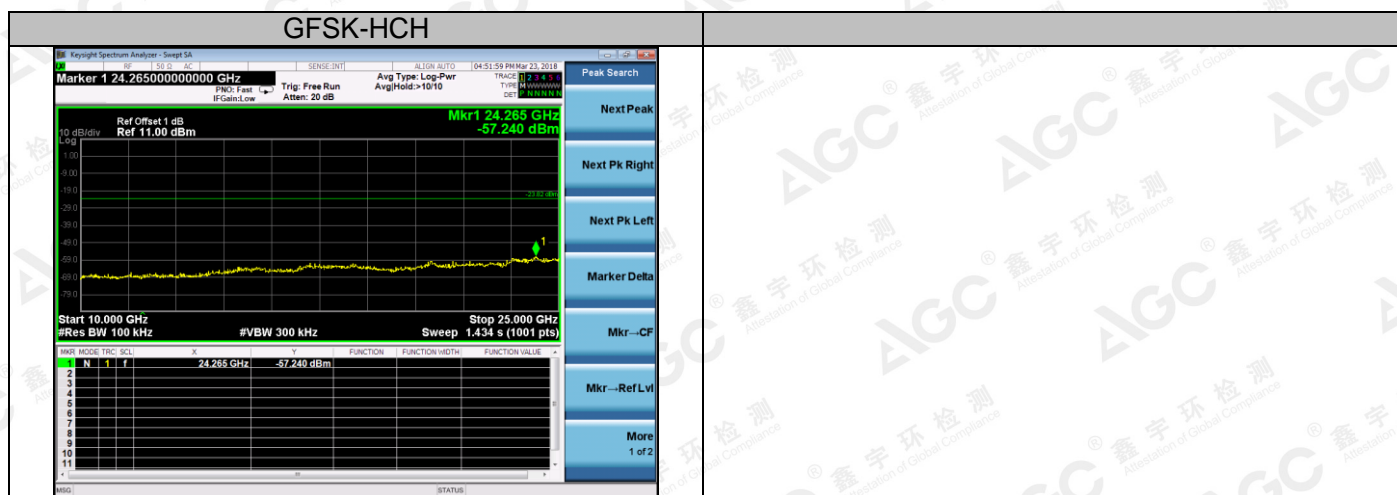 GFSK-HCH
Keysight Spectrum Analyzer - Swept SA
RF 50 Ω AC SENSE:INT ALIGN AUTO 04:51:59 PM Mar 23, 2018
Marker 1 24.265000000000 GHz
PNO: Fast
IFGain:Low
Trig: Free Run
Atten: 20 dB
Avg Type: Log-Pwr
Avg|Hold:>10/10
TRACE 1 2 3 4 5 6
TYPE M WWWWW
DET P N N N N N
Peak Search
Next Peak
Next Pk Right
Next Pk Left
Marker Delta
Mkr→CF
Mkr→Ref Lvl
More
1 of 2
Ref Offset 1 dB
10 dB/div Ref 11.00 dBm
Log
Mkr1 24.265 GHz
-57.240 dBm
1.00
-9.00
-19.0
-29.0
-39.0
-49.0
-59.0
-69.0
-79.0
1
Start 10.000 GHz Stop 25.000 GHz
#Res BW 100 kHz #VBW 300 kHz Sweep 1.434 s (1001 pts)
MKR MODE TRC SCL X Y FUNCTION FUNCTION WIDTH FUNCTION VALUE
1 N 1 f 24.265 GHz -57.240 dBm
2
3
4
5
6
7
8
9
10
11
MSG STATUS
AGC
鑫宇环检测
Attestation of Global Compliance